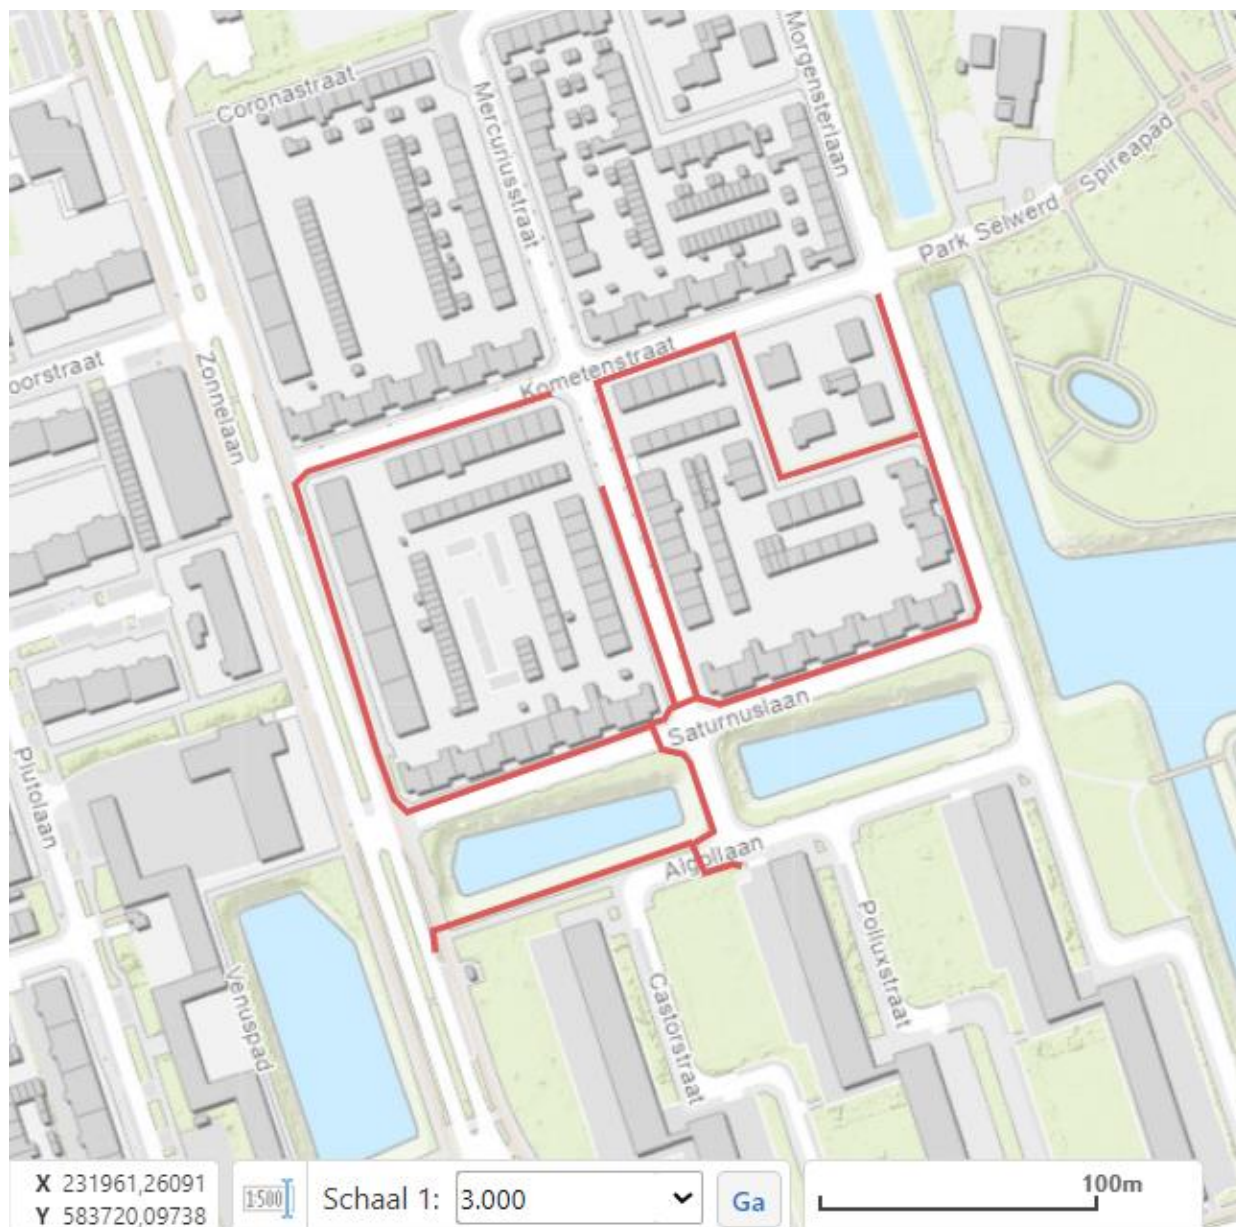 Coronastraat
Mercuriusstraat
Morgensterlaan
Park Selwerd
Spireapad
oorstraat
Zonnelaan
Kometenstraat
Saturnuslaan
Plutolaan
Algollaan
Venuspad
Castorstraat
Polluxstraat
X 231961,26091
Y 583720,09738
1:500
Schaal 1: 3.000
Ga
100m